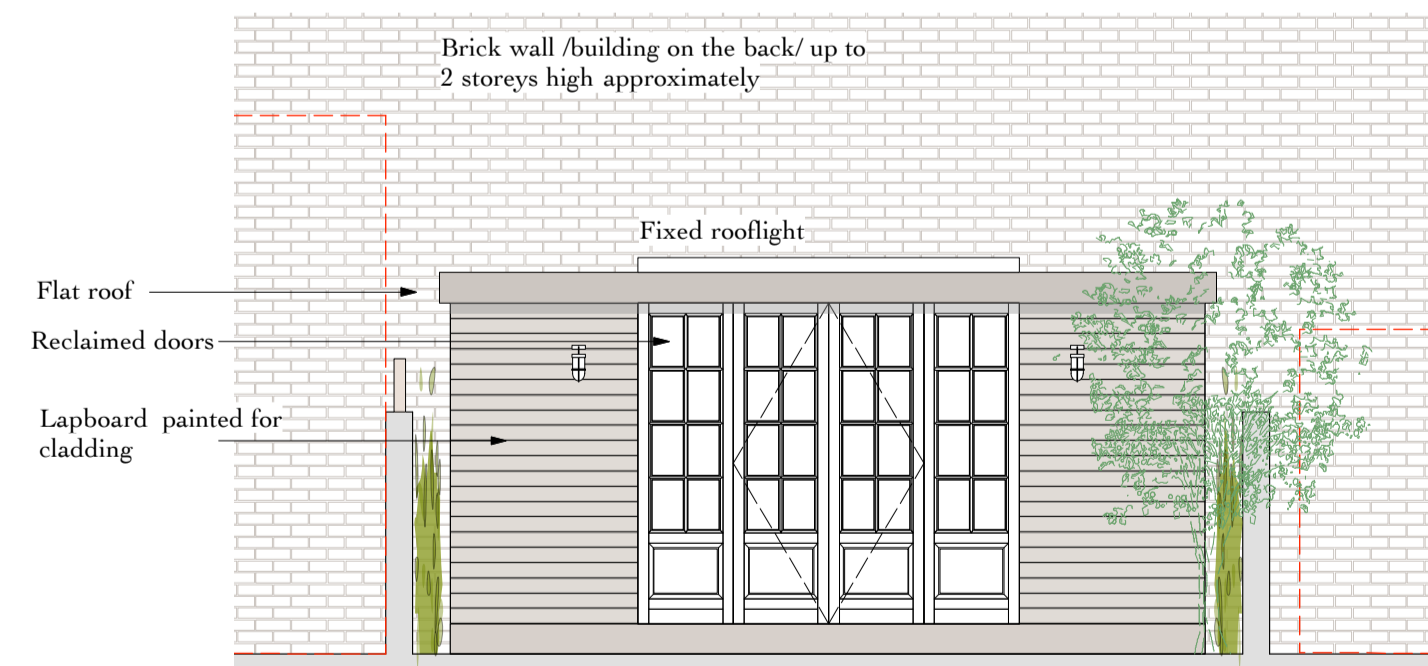 Brick wall /building on the back/ up to
2 storeys high approximately
Fixed rooflight
Flat roof
Reclaimed doors
Lapboard painted for
cladding